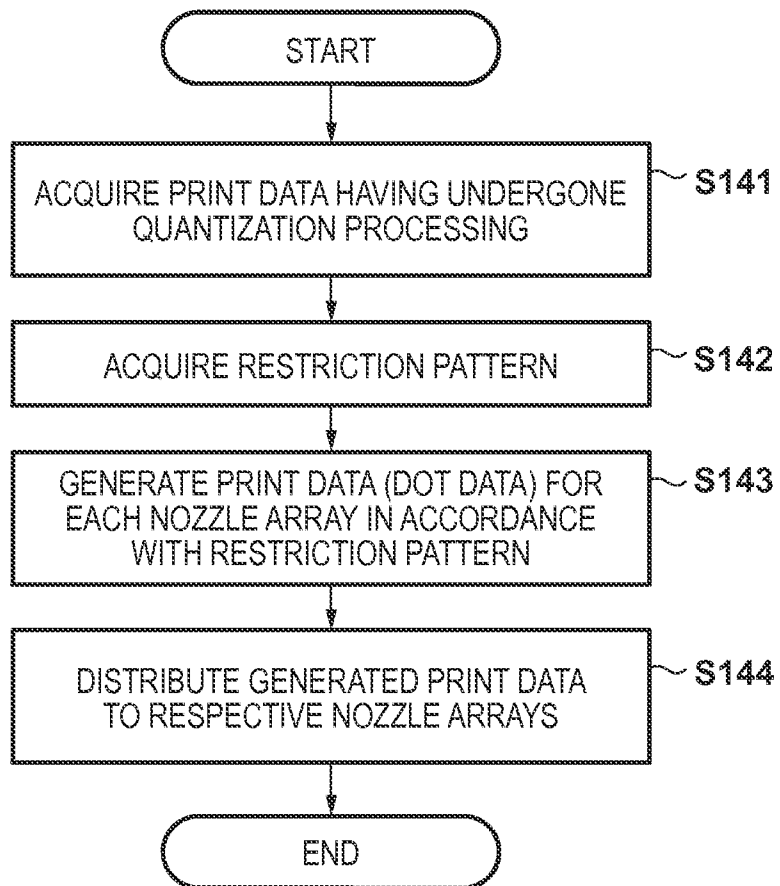 START
ACQUIRE PRINT DATA HAVING UNDERGONE
QUANTIZATION PROCESSING
S141
ACQUIRE RESTRICTION PATTERN
S142
GENERATE PRINT DATA (DOT DATA) FOR
EACH NOZZLE ARRAY IN ACCORDANCE
WITH RESTRICTION PATTERN
S143
DISTRIBUTE GENERATED PRINT DATA
TO RESPECTIVE NOZZLE ARRAYS
S144
END